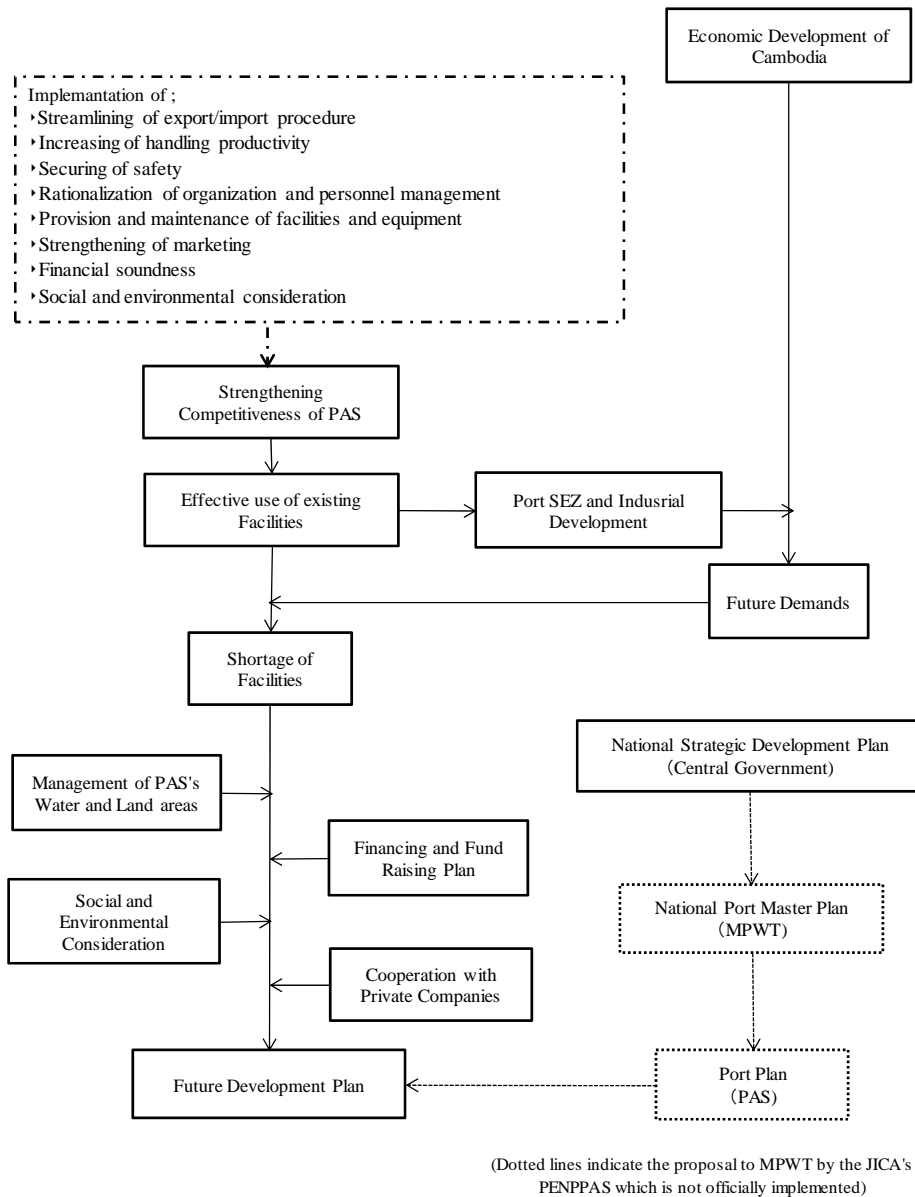 Economic Development of
Cambodia
Implemantation of ;
‣Streamlining of export/import procedure
‣Increasing of handling productivity
‣Securing of safety
‣Rationalization of organization and personnel management
‣Provision and maintenance of facilities and equipment
‣Strengthening of marketing
‣Financial soundness
‣Social and environmental consideration
Strengthening
Competitiveness of PAS
Effective use of existing
Facilities
Port SEZ and Indusrial
Development
Future Demands
Shortage of
Facilities
National Strategic Development Plan
（Central Government）
Management of PAS's
Water and Land areas
Financing and Fund
Raising Plan
Social and
Environmental
Consideration
National Port Master Plan
（MPWT）
Cooperation with
Private Companies
Future Development Plan
Port Plan
（PAS）
(Dotted lines indicate the proposal to MPWT by the JICA's
PENPPAS which is not officially implemented）